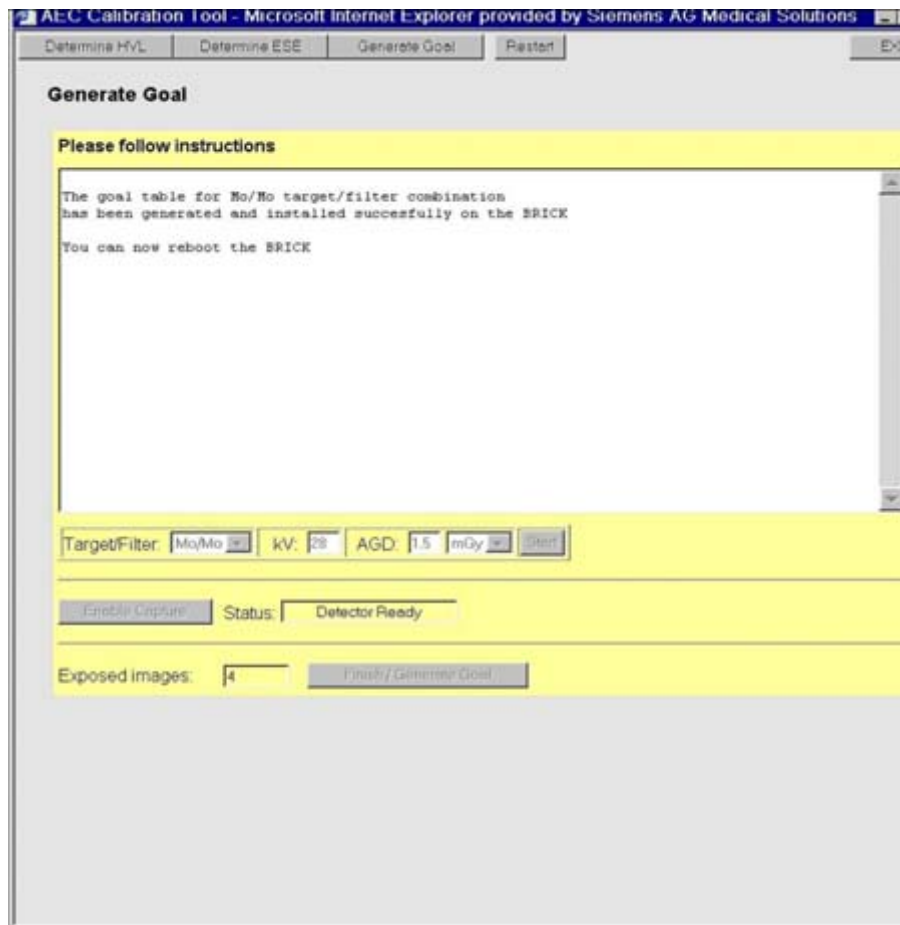 AEC Calibration Tool - Microsoft Internet Explorer provided by Siemens AG Medical Solutions
Determine HVL Determine ESE Generate Goal Restart
Generate Goal
Please follow instructions
The goal table for Mo/Mo target/filter combination
has been generated and installed succesfully on the BRICK
You can now reboot the BRICK
Target/Filter: Mo/Mo kV: 28 AGD: 1.5 mGy Start
Enable Capture Status: Detector Ready
Exposed images: 4 Finish / Generate Goal